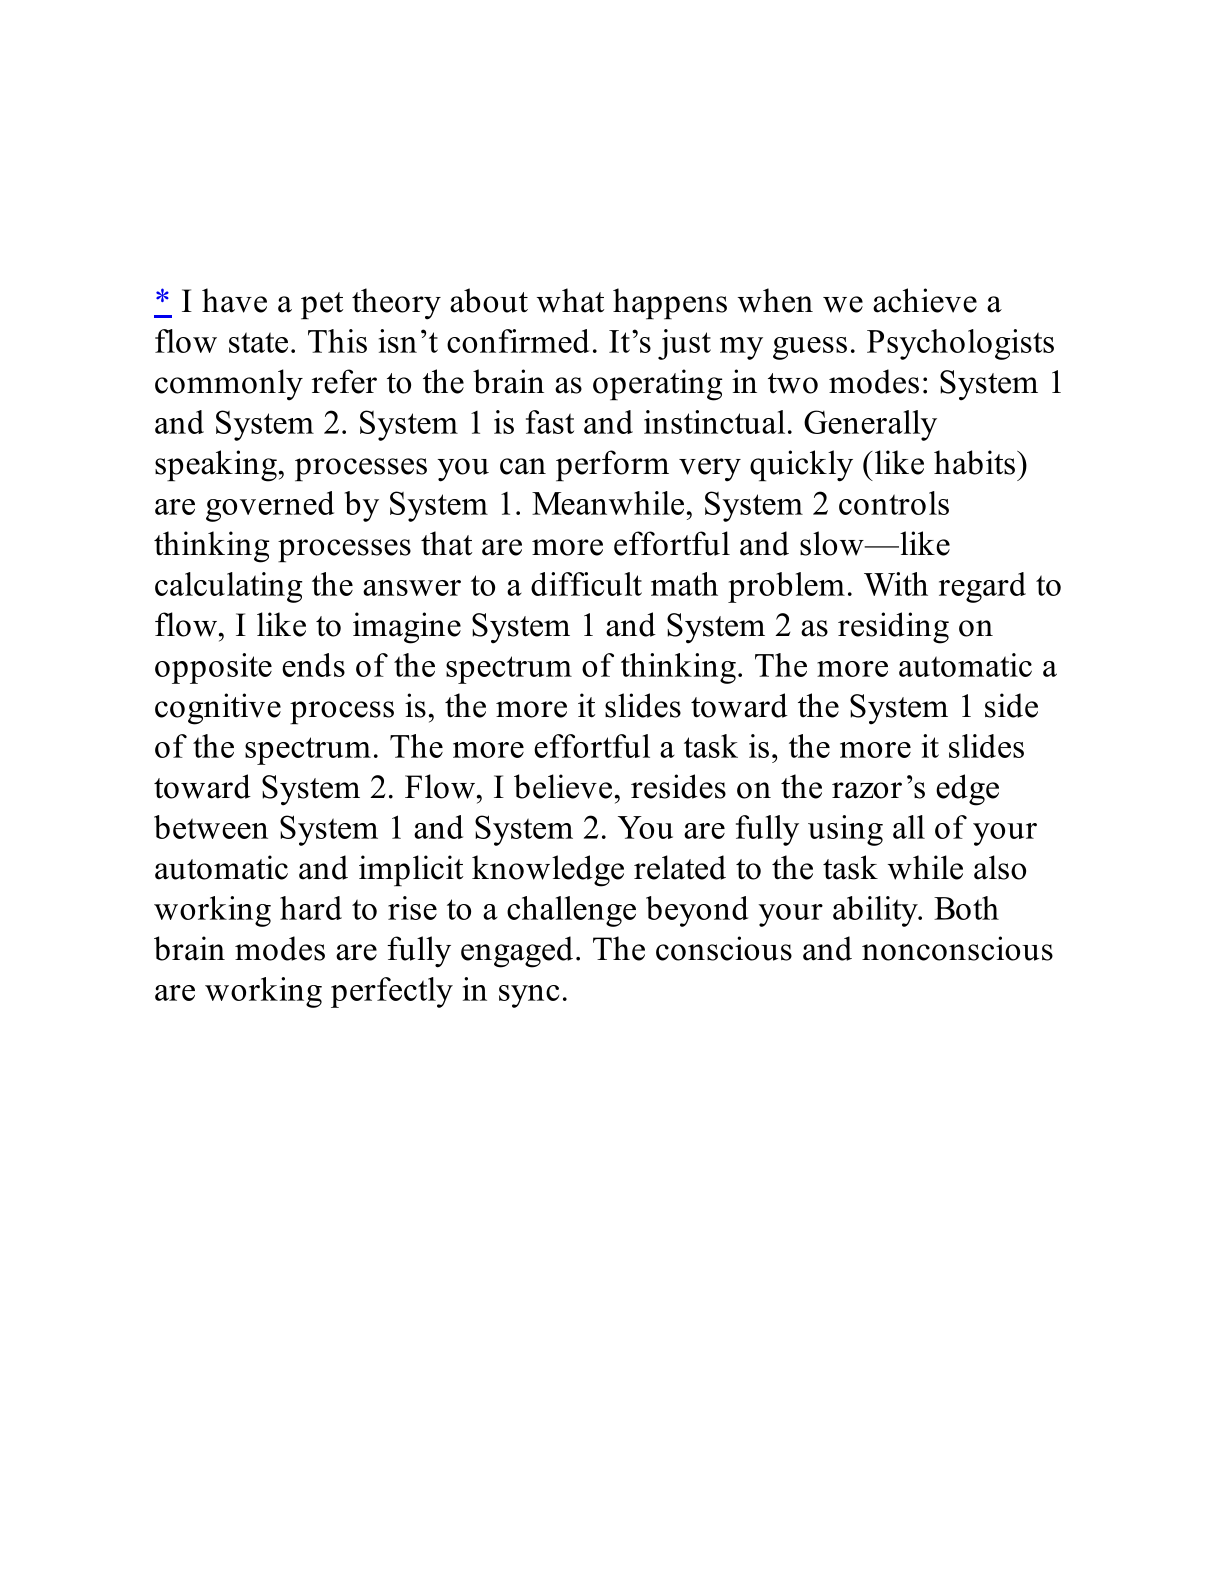 * I have a pet theory about what happens when we achieve a
flow state. This isn’t confirmed. It’s just my guess. Psychologists
commonly refer to the brain as operating in two modes: System 1
and System 2. System 1 is fast and instinctual. Generally
speaking, processes you can perform very quickly (like habits)
are governed by System 1. Meanwhile, System 2 controls
thinking processes that are more effortful and slow—like
calculating the answer to a difficult math problem. With regard to
flow, I like to imagine System 1 and System 2 as residing on
opposite ends of the spectrum of thinking. The more automatic a
cognitive process is, the more it slides toward the System 1 side
of the spectrum. The more effortful a task is, the more it slides
toward System 2. Flow, I believe, resides on the razor’s edge
between System 1 and System 2. You are fully using all of your
automatic and implicit knowledge related to the task while also
working hard to rise to a challenge beyond your ability. Both
brain modes are fully engaged. The conscious and nonconscious
are working perfectly in sync.